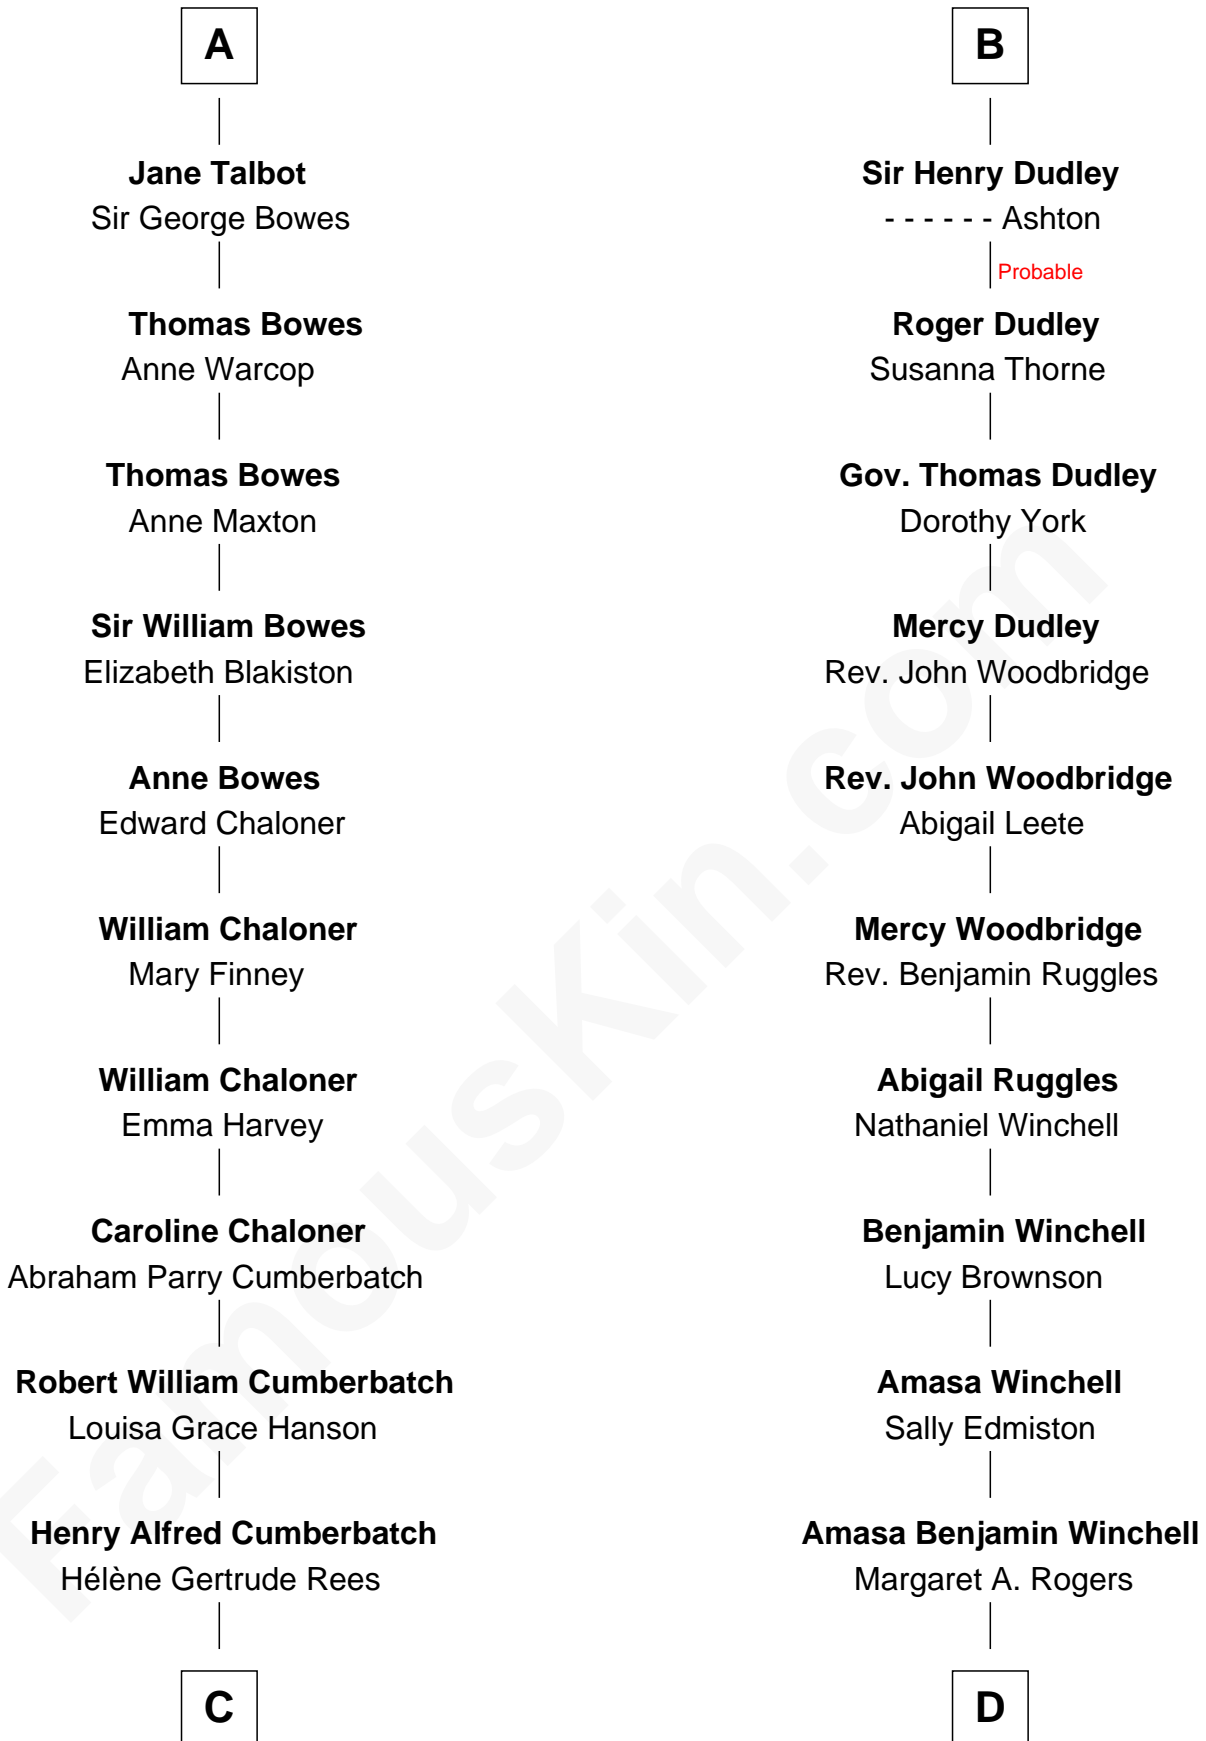 A
Jane Talbot
Sir George Bowes
Thomas Bowes
Anne Warcop
Thomas Bowes
Anne Maxton
Sir William Bowes
Elizabeth Blakiston
Anne Bowes
Edward Chaloner
William Chaloner
Mary Finney
William Chaloner
Emma Harvey
Caroline Chaloner
Abraham Parry Cumberbatch
Robert William Cumberbatch
Louisa Grace Hanson
Henry Alfred Cumberbatch
Hélène Gertrude Rees
C
B
Sir Henry Dudley
- - - - - - Ashton
Probable
Roger Dudley
Susanna Thorne
Gov. Thomas Dudley
Dorothy York
Mercy Dudley
Rev. John Woodbridge
Rev. John Woodbridge
Abigail Leete
Mercy Woodbridge
Rev. Benjamin Ruggles
Abigail Ruggles
Nathaniel Winchell
Benjamin Winchell
Lucy Brownson
Amasa Winchell
Sally Edmiston
Amasa Benjamin Winchell
Margaret A. Rogers
D
FamousKin.com